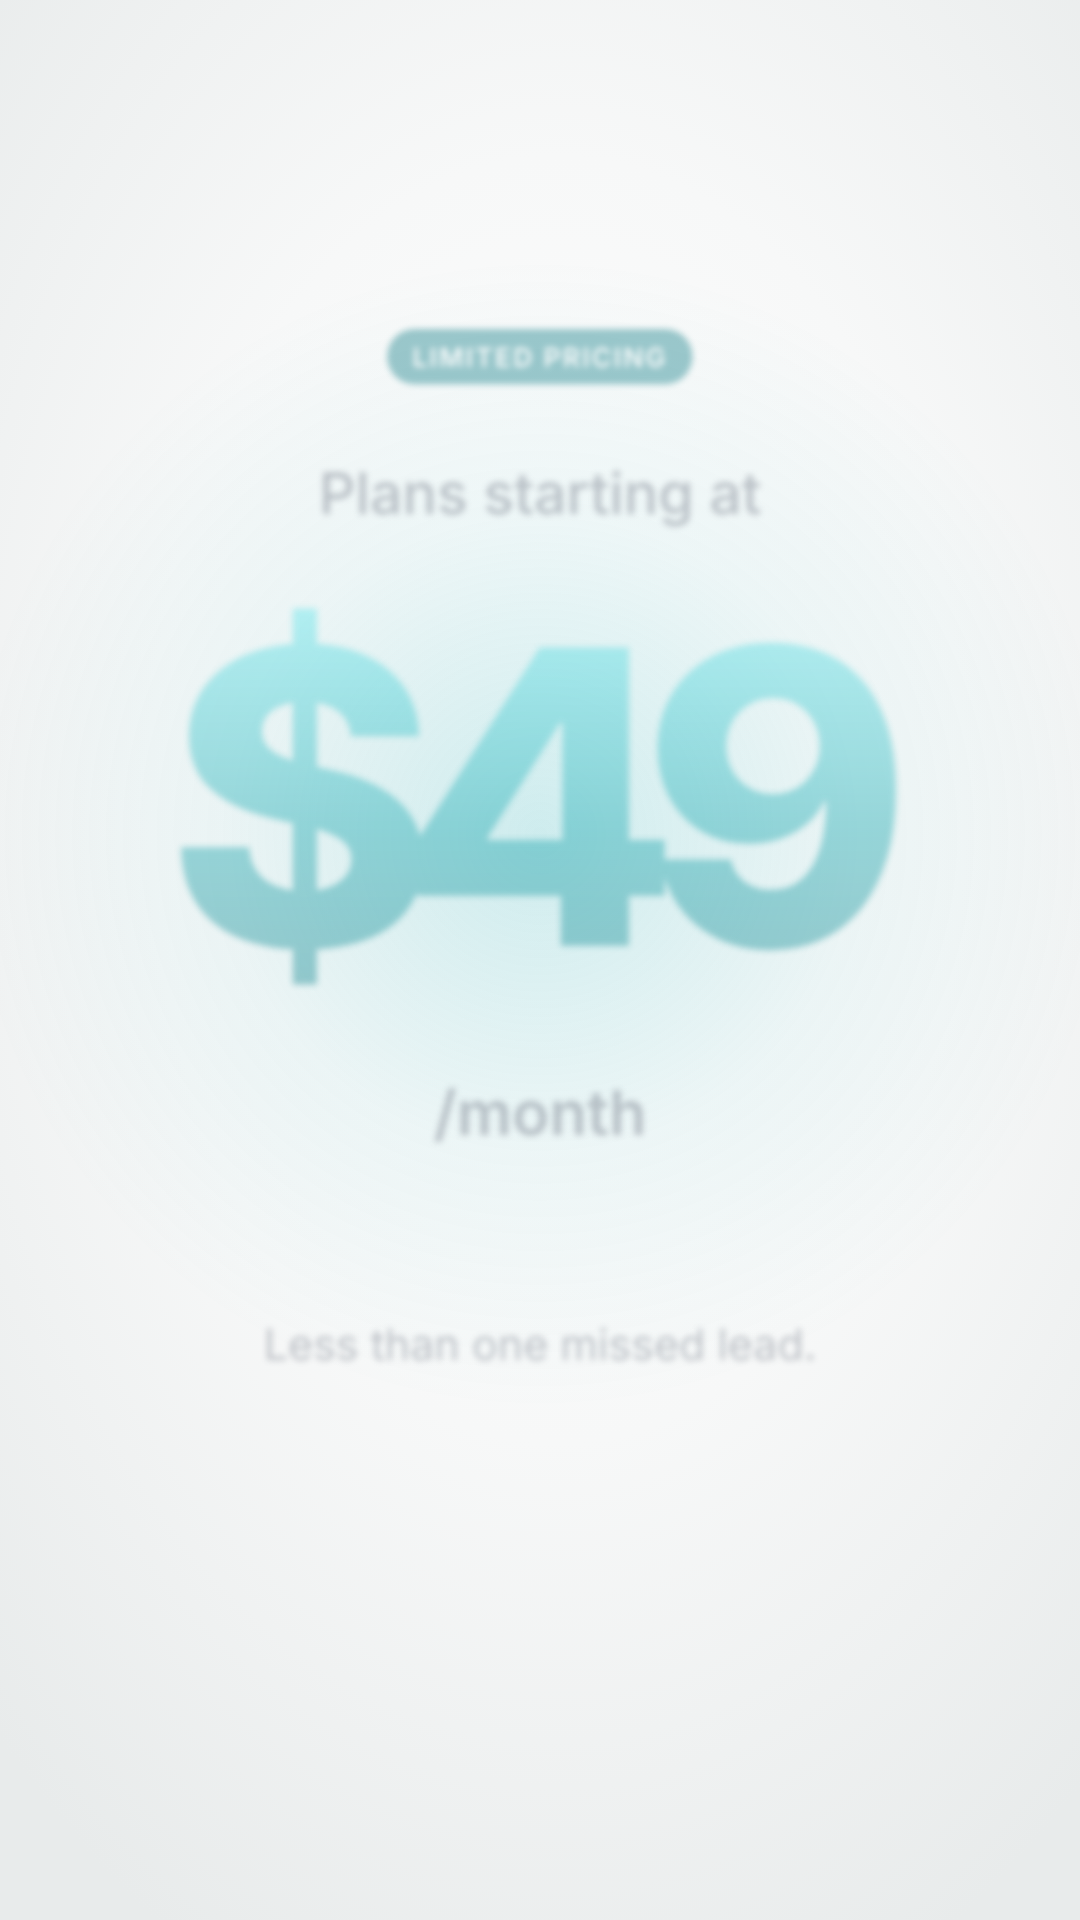 LIMITED PRICING
Plans starting at
$49
/month
Less than one missed lead.